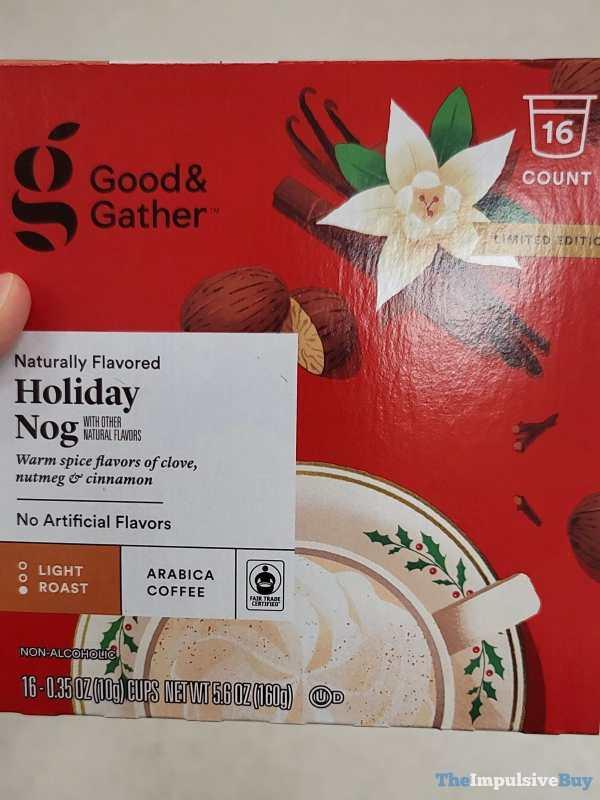 16
COUNT
LIMITED EDITIO
g
Good &
Gather™
Naturally Flavored
Holiday
Nog WITH OTHER
NATURAL FLAVORS
Warm spice flavors of clove,
nutmeg & cinnamon
No Artificial Flavors
LIGHT
ROAST
ARABICA
COFFEE
FAIR TRADE
CERTIFIED
NON-ALCOHOLIC
16 - 0.35 OZ (10g) CUPS NET WT 5.6 OZ (160g) U D
TheImpulsiveBuy